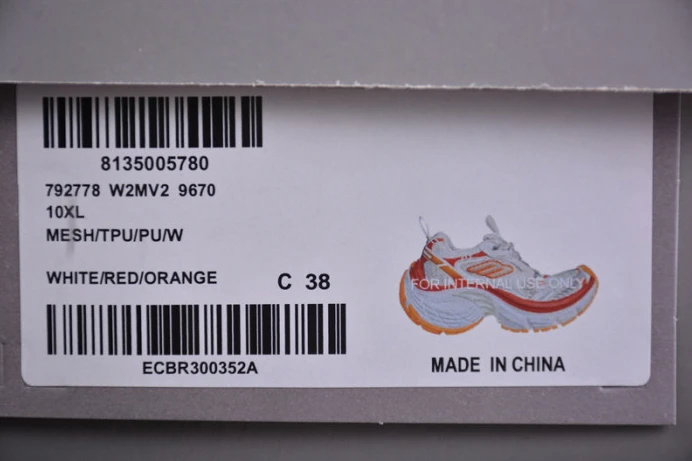 8135005780
792778 W2MV2 9670
10XL
MESH/TPU/PU/W
WHITE/RED/ORANGE
C 38
FOR INTERNAL USE ONLY
ECBR300352A
MADE IN CHINA